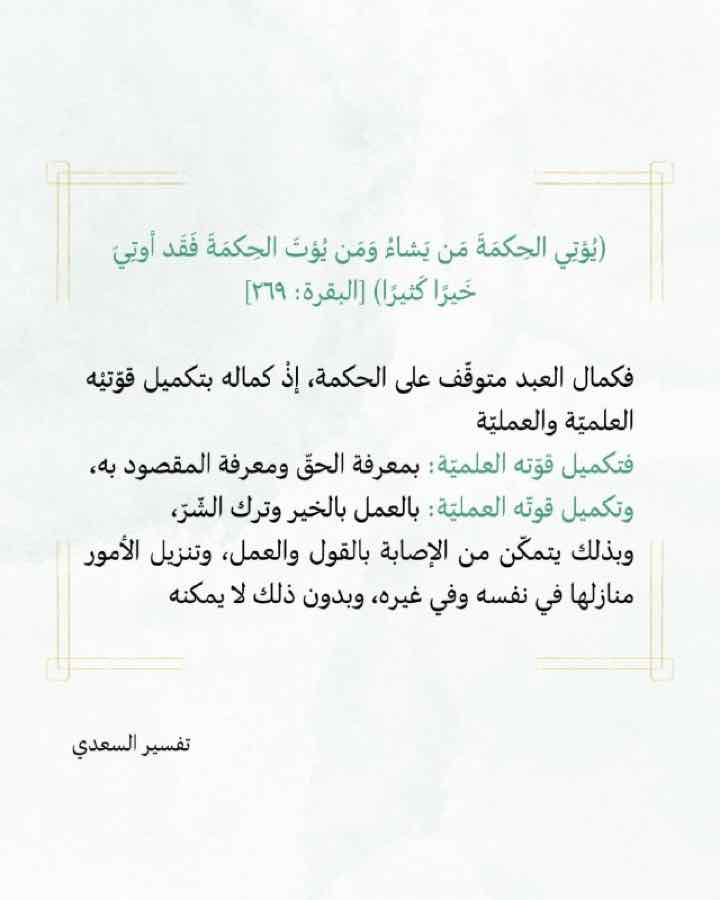 (يُؤتِي الحِكمَةَ مَن يَشاءُ وَمَن يُؤتَ الحِكمَةَ فَقَد أوتِيَ
خَيرًا كَثيرًا) [البقرة: ٢٦٩]
فكمال العبد متوقّف على الحكمة، إذْ كماله بتكميل قوّتيْه
العلميّة والعمليّة
فتكميل قوّته العلميّة: بمعرفة الحقّ ومعرفة المقصود به،
وتكميل قوتّه العمليّة: بالعمل بالخير وترك الشّرّ،
وبذلك يتمكّن من الإصابة بالقول والعمل، وتنزيل الأمور
منازلها في نفسه وفي غيره، وبدون ذلك لا يمكنه
تفسير السعدي